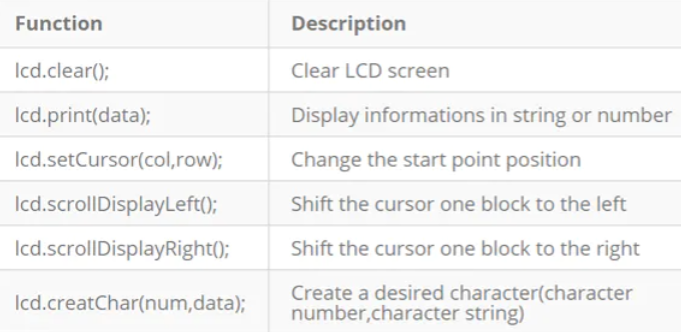 Function Description
lcd.clear(); Clear LCD screen
lcd.print(data); Display informations in string or number
lcd.setCursor(col,row); Change the start point position
lcd.scrollDisplayLeft(); Shift the cursor one block to the left
lcd.scrollDisplayRight(); Shift the cursor one block to the right
lcd.creatChar(num,data); Create a desired character(character
number,character string)